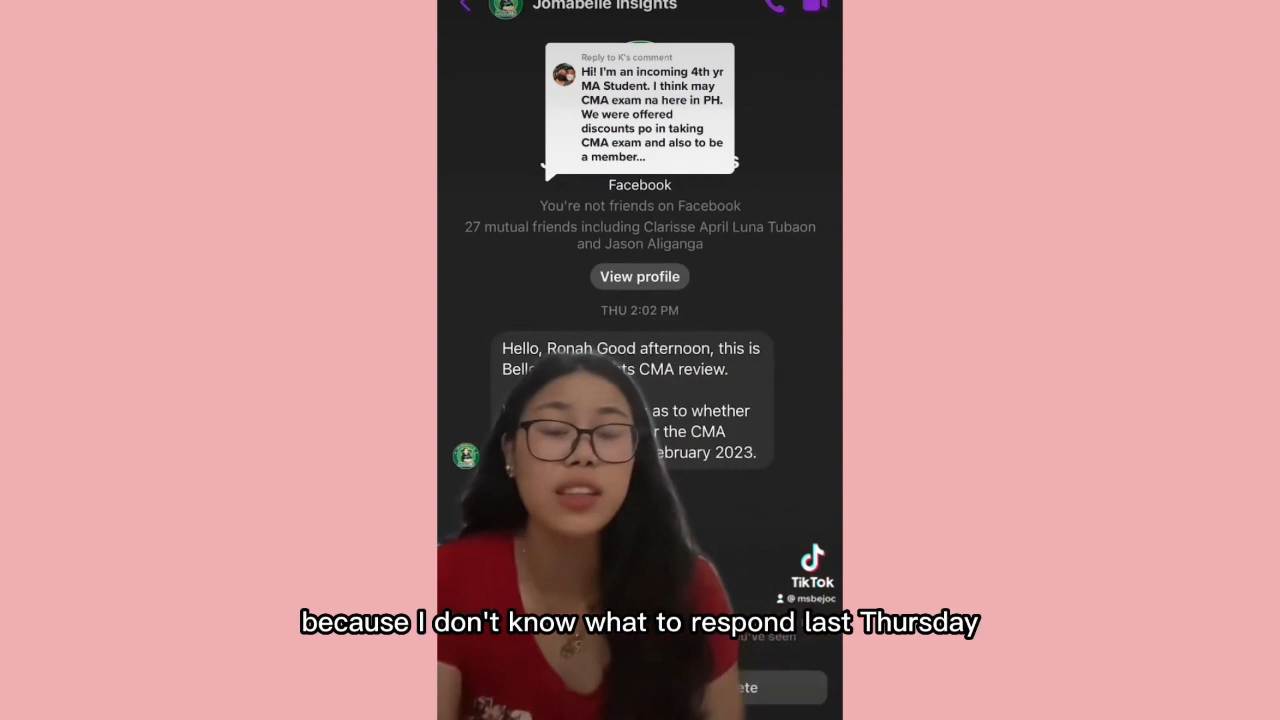 Jomabelle Insights
Reply to K's comment
Hi! I'm an incoming 4th yr
MA Student. I think may
CMA exam na here in PH.
We were offered
discounts po in taking
CMA exam and also to be
a member...
Facebook
You're not friends on Facebook
27 mutual friends including Clarisse April Luna Tubaon
and Jason Aliganga
View profile
THU 2:02 PM
Hello, Ronah Good afternoon, this is
CMA review.
as to whether
the CMA
2023.
TikTok
@msbejoc
because I don't know what to respond last Thursday
seen